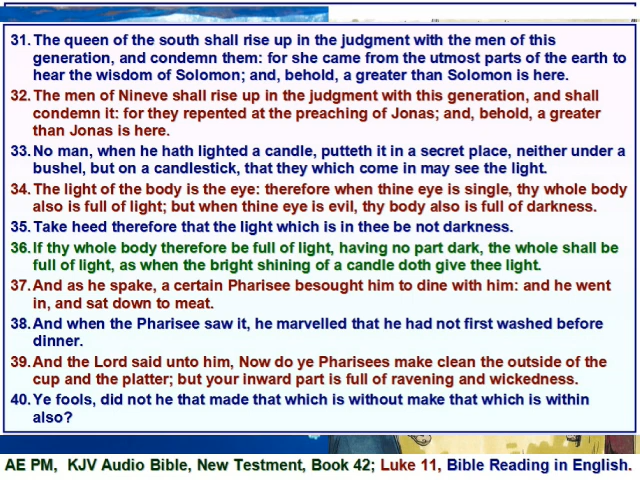 31. The queen of the south shall rise up in the judgment with the men of this
generation, and condemn them: for she came from the utmost parts of the earth to
hear the wisdom of Solomon; and, behold, a greater than Solomon is here.
32. The men of Nineve shall rise up in the judgment with this generation, and shall
condemn it: for they repented at the preaching of Jonas; and, behold, a greater
than Jonas is here.
33. No man, when he hath lighted a candle, putteth it in a secret place, neither under a
bushel, but on a candlestick, that they which come in may see the light.
34. The light of the body is the eye: therefore when thine eye is single, thy whole body
also is full of light; but when thine eye is evil, thy body also is full of darkness.
35. Take heed therefore that the light which is in thee be not darkness.
36. If thy whole body therefore be full of light, having no part dark, the whole shall be
full of light, as when the bright shining of a candle doth give thee light.
37. And as he spake, a certain Pharisee besought him to dine with him: and he went
in, and sat down to meat.
38. And when the Pharisee saw it, he marvelled that he had not first washed before
dinner.
39. And the Lord said unto him, Now do ye Pharisees make clean the outside of the
cup and the platter; but your inward part is full of ravening and wickedness.
40. Ye fools, did not he that made that which is without make that which is within
also?
AE PM, KJV Audio Bible, New Testment, Book 42; Luke 11, Bible Reading in English.